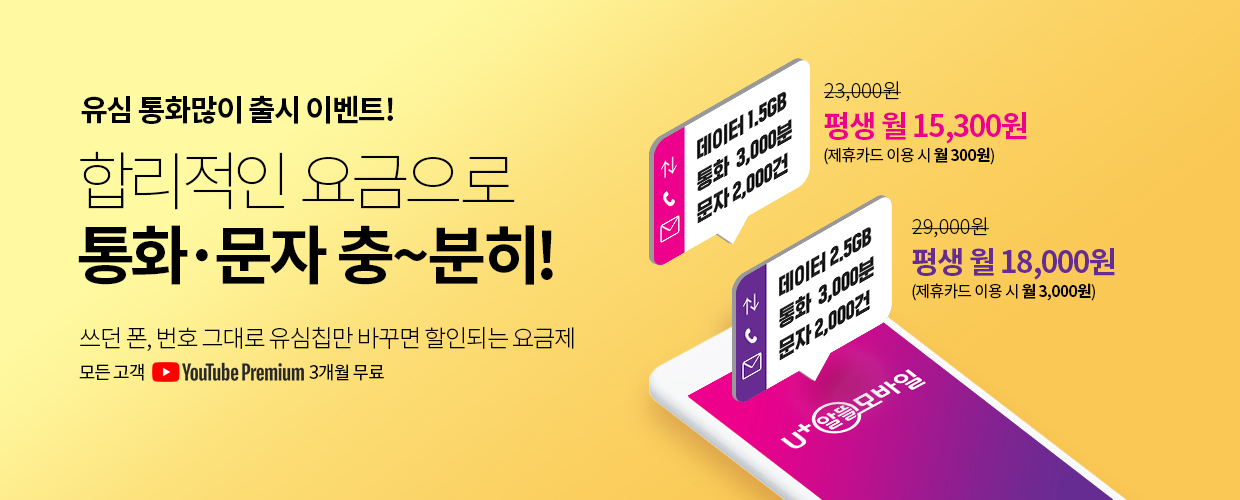 유심 통화많이 출시 이벤트!
합리적인 요금으로
통화·문자 충~분히!
쓰던 폰, 번호 그대로 유심칩만 바꾸면 할인되는 요금제
모든 고객 YouTube Premium 3개월 무료
데이터 1.5GB
통화 3,000분
문자 2,000건
23,000원
평생 월 15,300원
(제휴카드 이용 시 월 300원)
데이터 2.5GB
통화 3,000분
문자 2,000건
29,000원
평생 월 18,000원
(제휴카드 이용 시 월 3,000원)
U+알뜰모바일